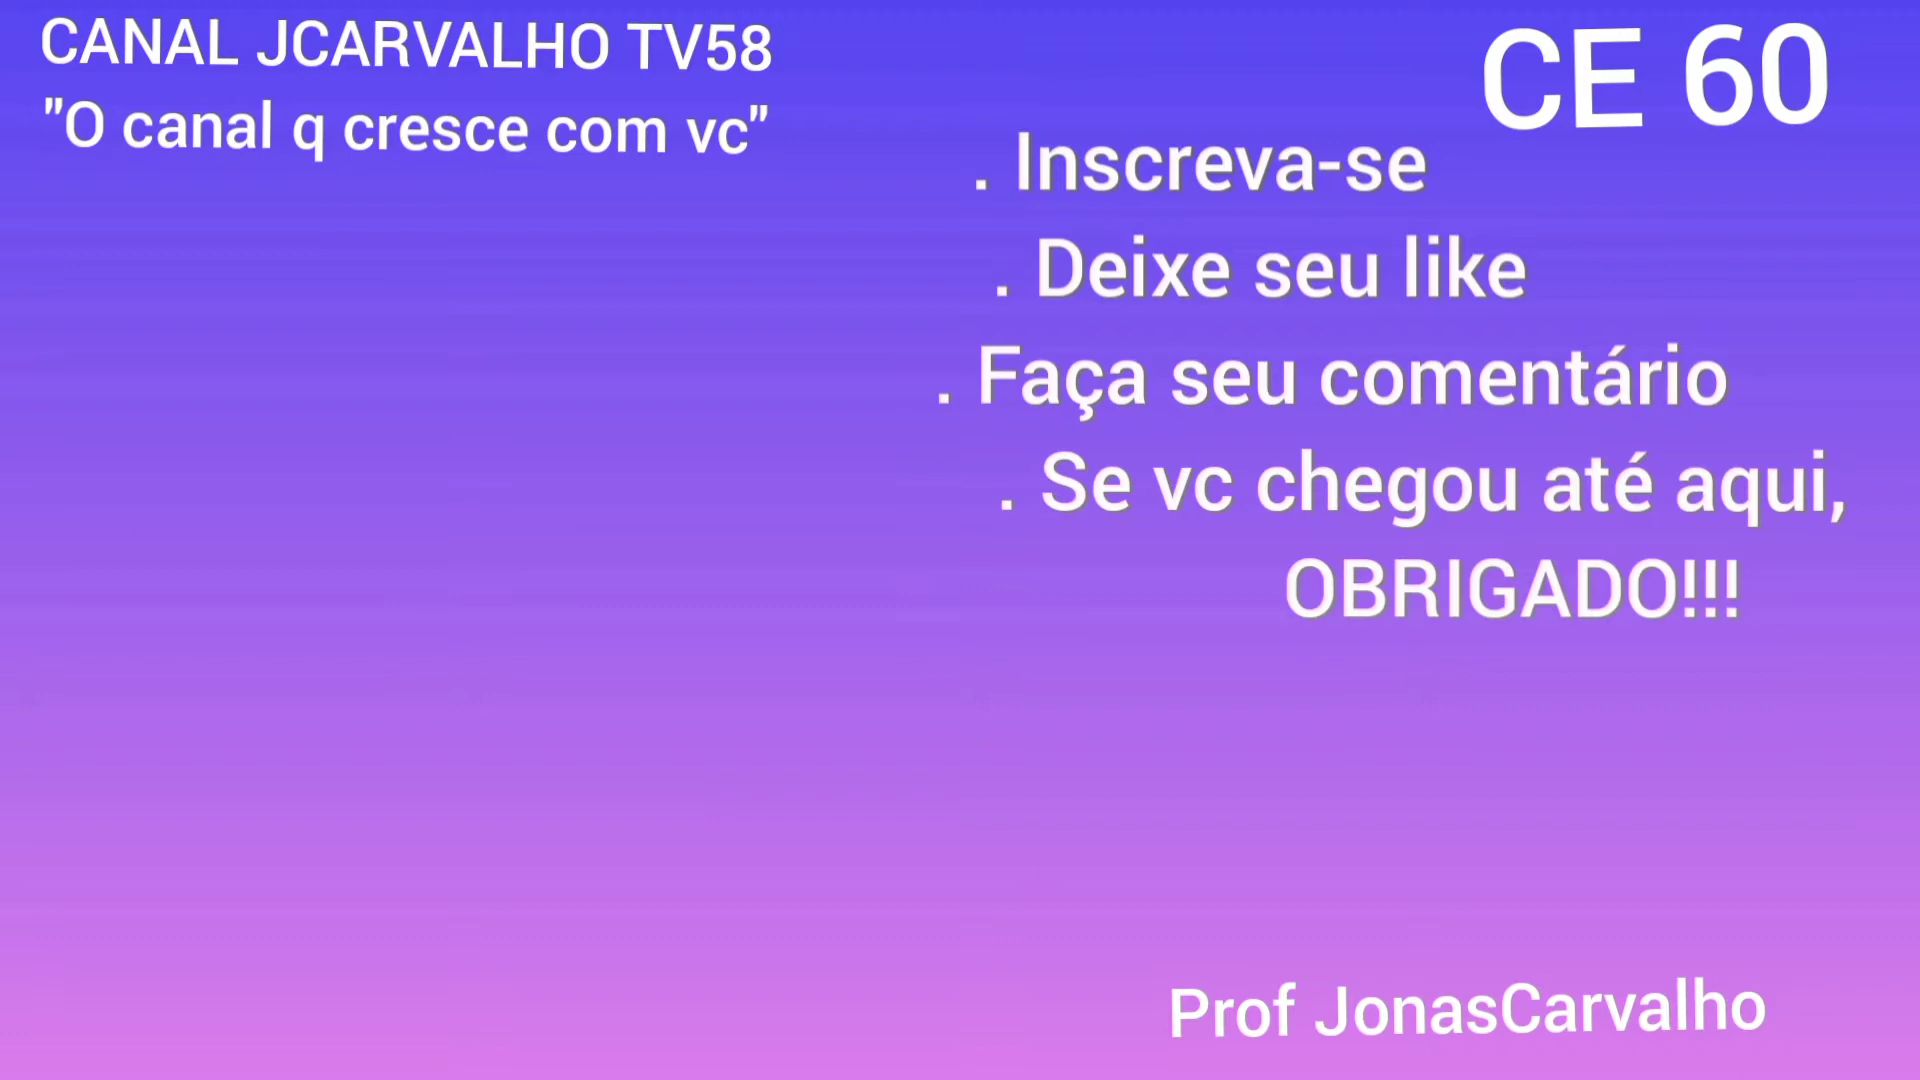 CANAL JCARVALHO TV58
"O canal q cresce com vc"
CE 60
. Inscreva-se
. Deixe seu like
. Faça seu comentário
. Se vc chegou até aqui,
OBRIGADO!!!
Prof JonasCarvalho